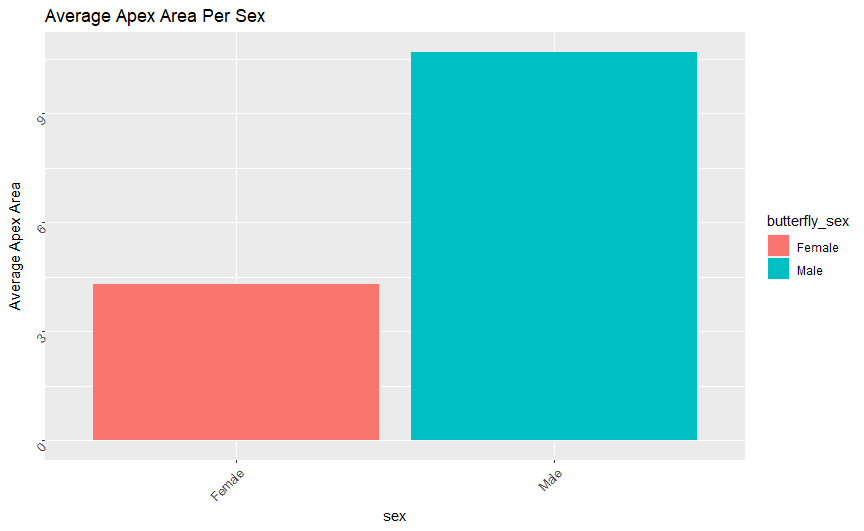 Average Apex Area Per Sex
Average Apex Area
9
6
3
0
Female
Male
sex
butterfly_sex
Female
Male